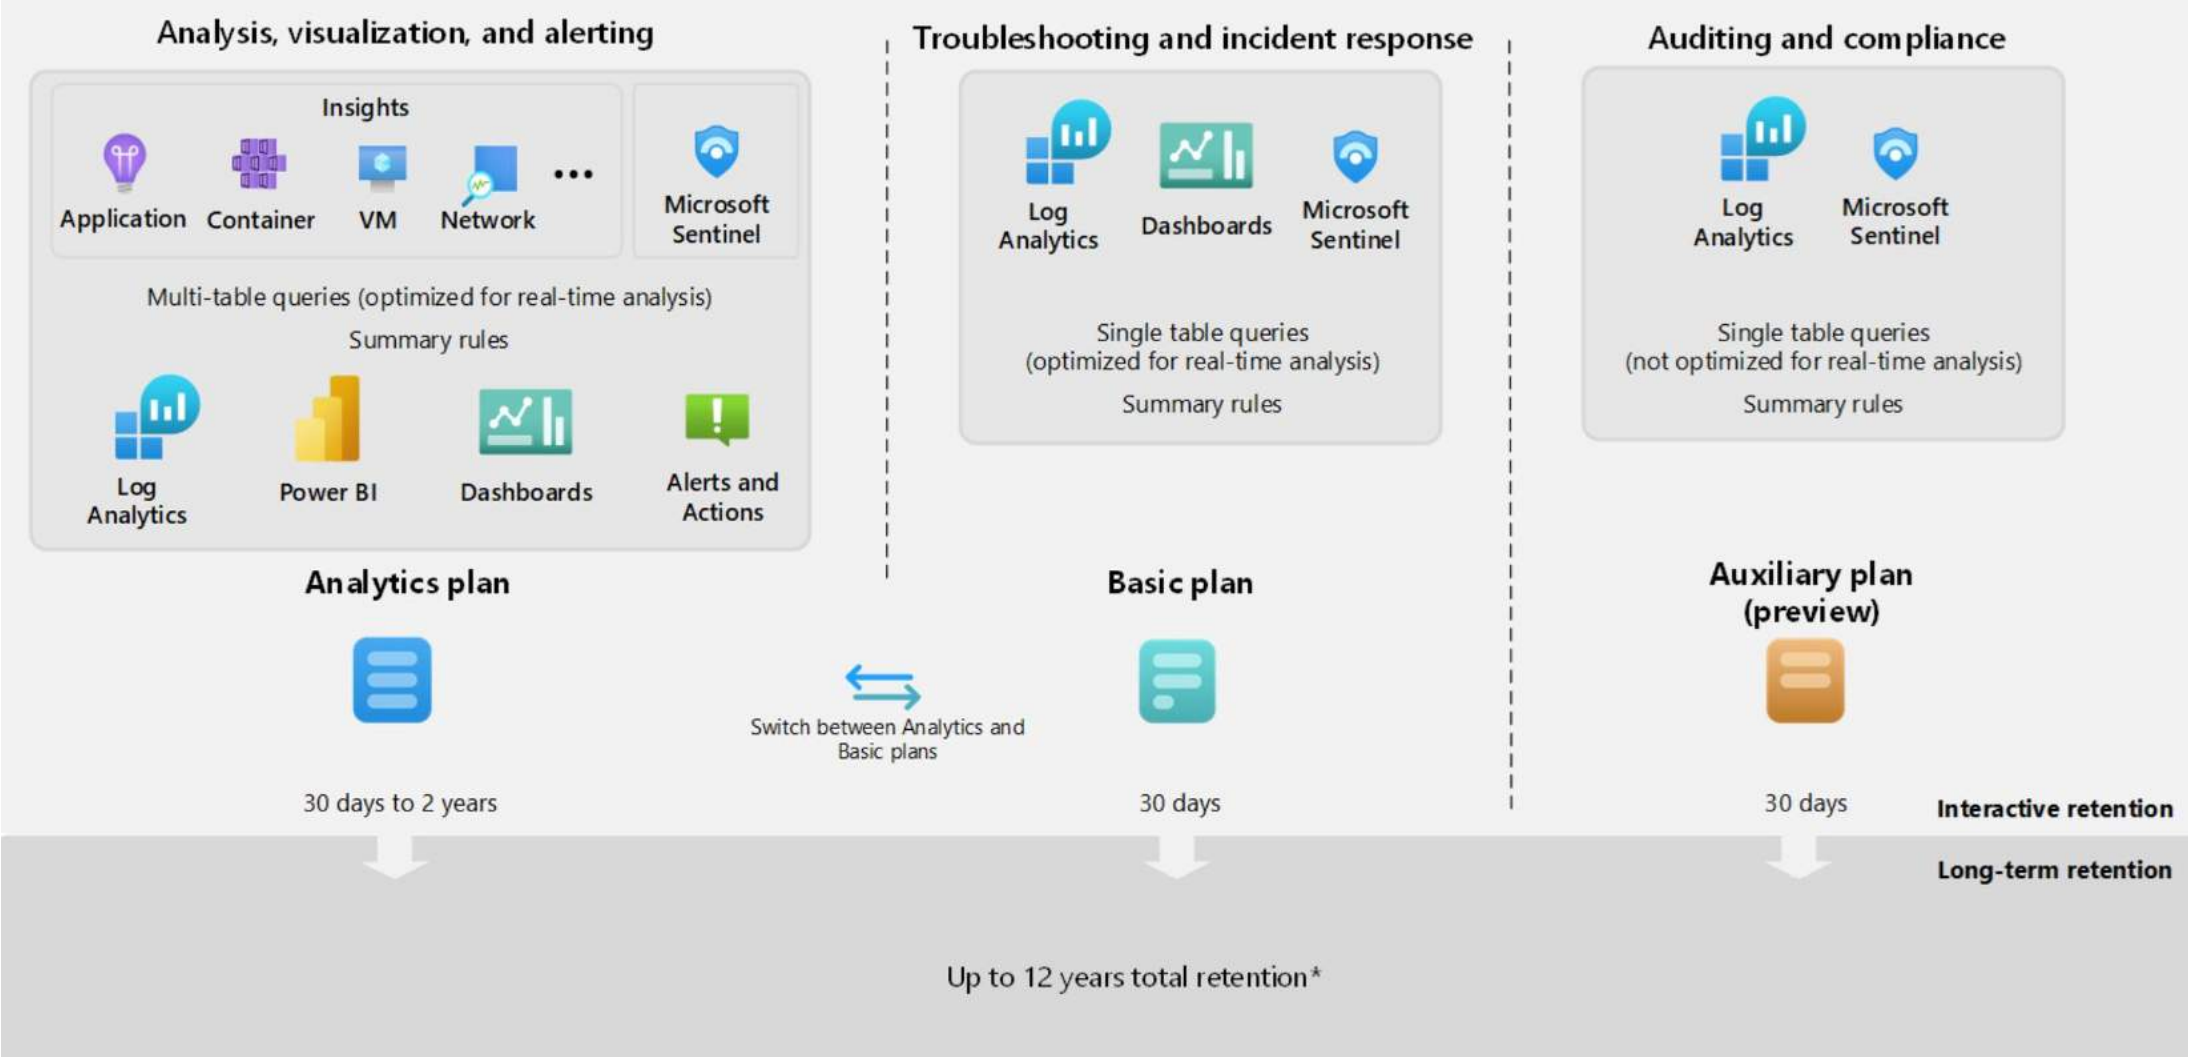 Analysis, visualization, and alerting
Insights
Application
Container
VM
Network
...
Microsoft
Sentinel
Multi-table queries (optimized for real-time analysis)
Summary rules
Log
Analytics
Power BI
Dashboards
Alerts and
Actions
Analytics plan
30 days to 2 years
Switch between Analytics and
Basic plans
Troubleshooting and incident response
Log
Analytics
Dashboards
Microsoft
Sentinel
Single table queries
(optimized for real-time analysis)
Summary rules
Basic plan
30 days
Auditing and compliance
Log
Analytics
Microsoft
Sentinel
Single table queries
(not optimized for real-time analysis)
Summary rules
Auxiliary plan
(preview)
30 days
Interactive retention
Long-term retention
Up to 12 years total retention*